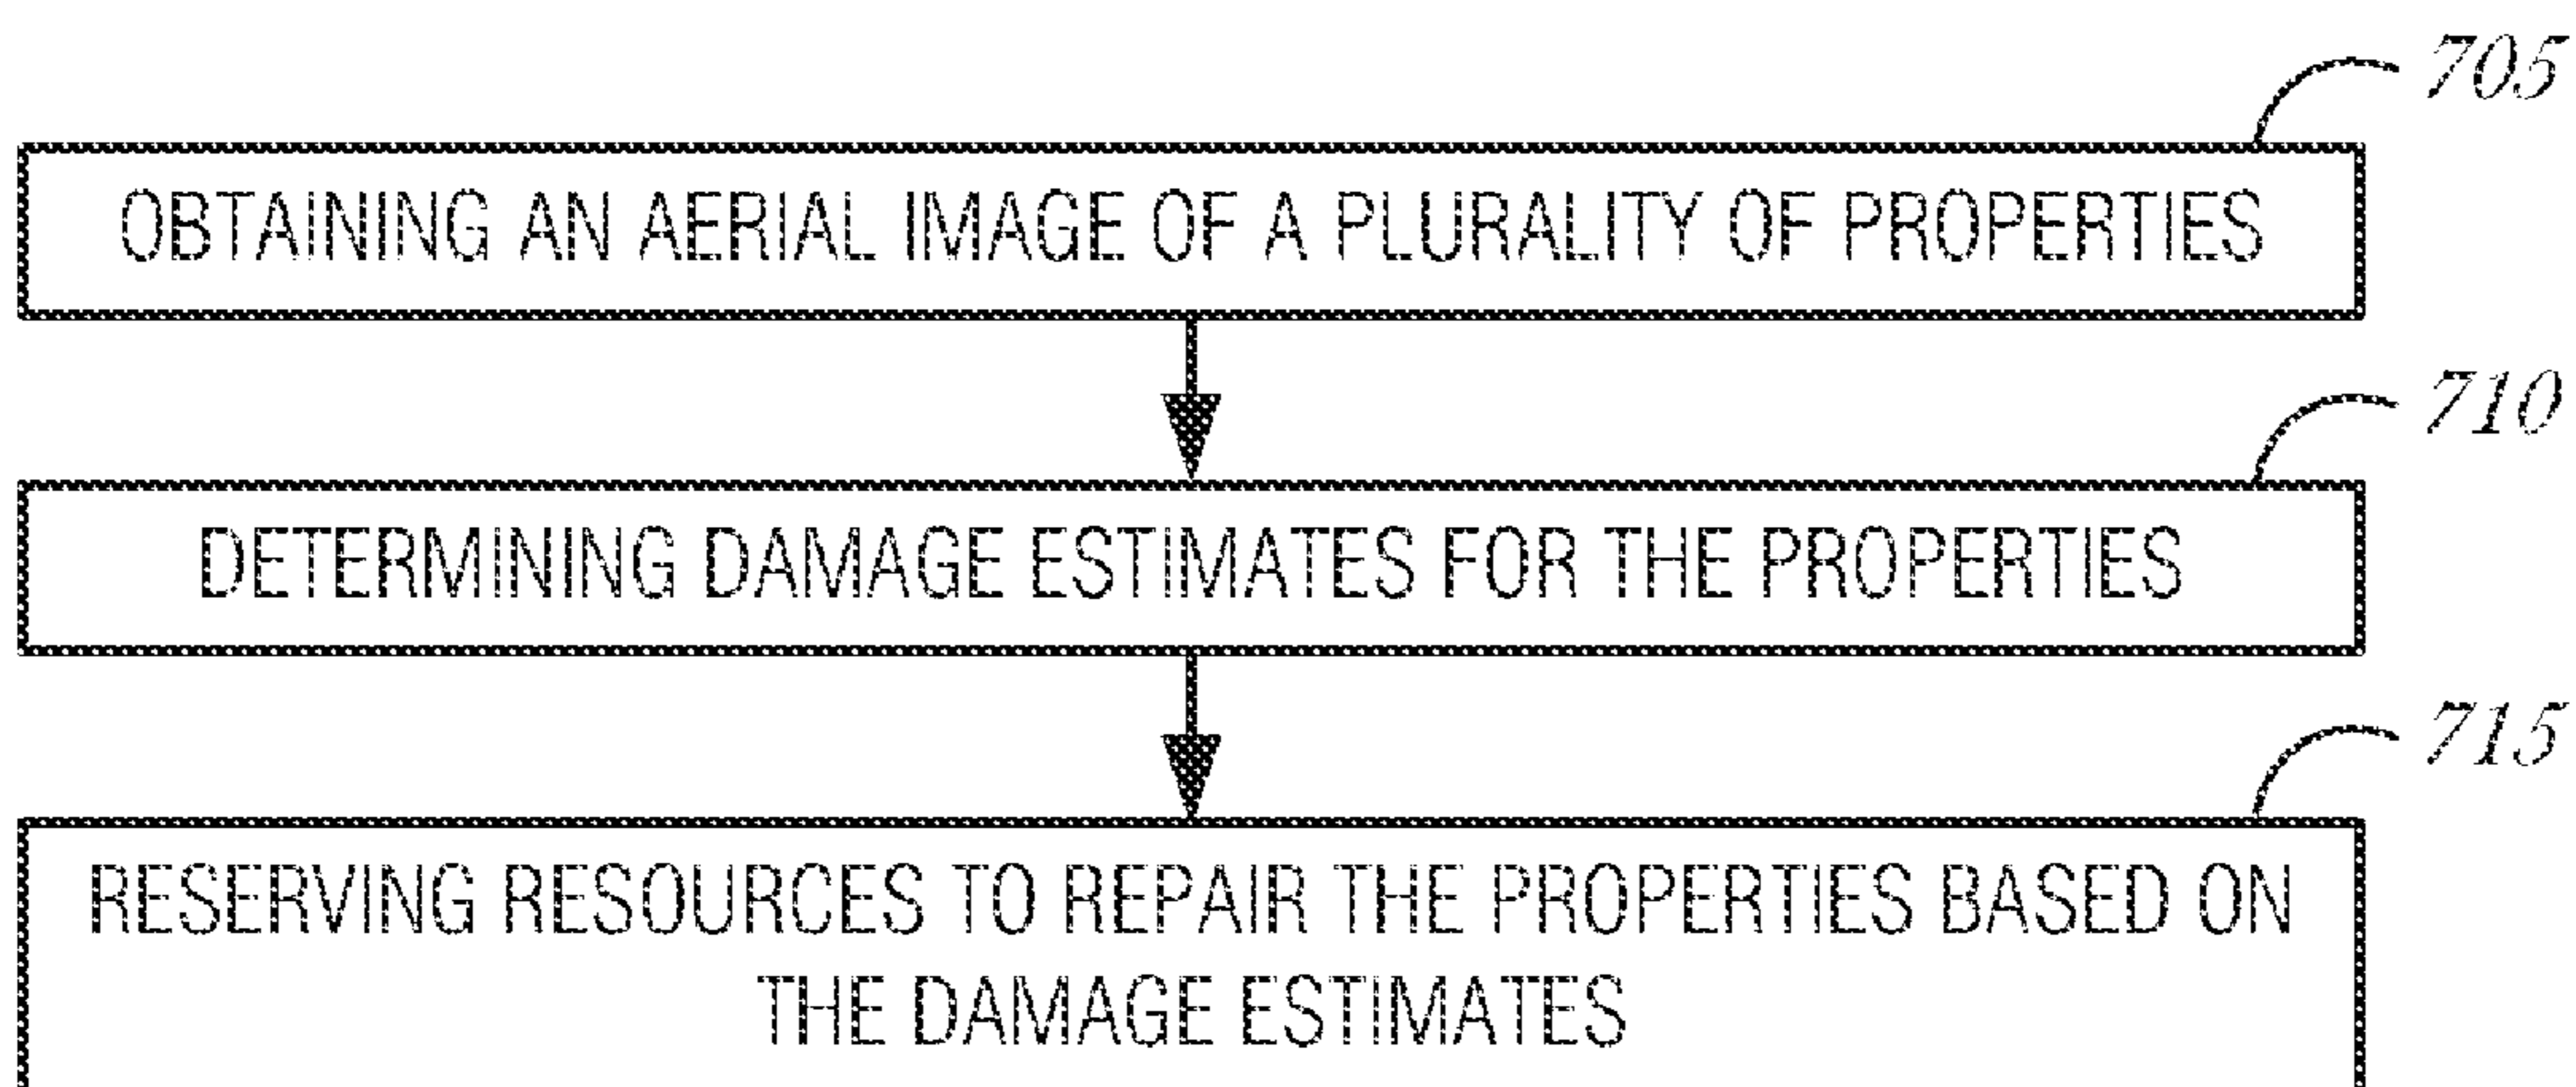 705
OBTAINING AN AERIAL IMAGE OF A PLURALITY OF PROPERTIES
710
DETERMINING DAMAGE ESTIMATES FOR THE PROPERTIES
715
RESERVING RESOURCES TO REPAIR THE PROPERTIES BASED ON
THE DAMAGE ESTIMATES